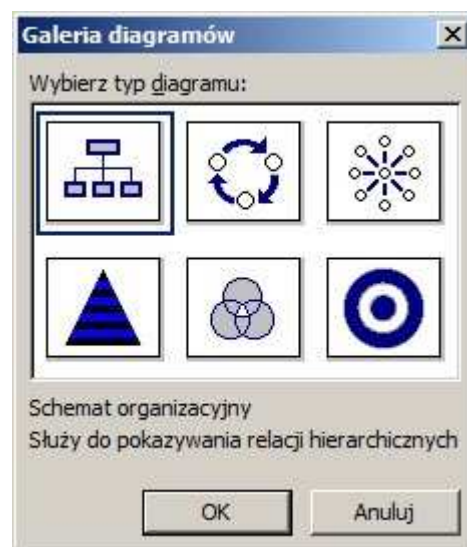 Galeria diagramów
Wybierz typ diagramu:
Schemat organizacyjny
Służy do pokazywania relacji hierarchicznych
OK
Anuluj